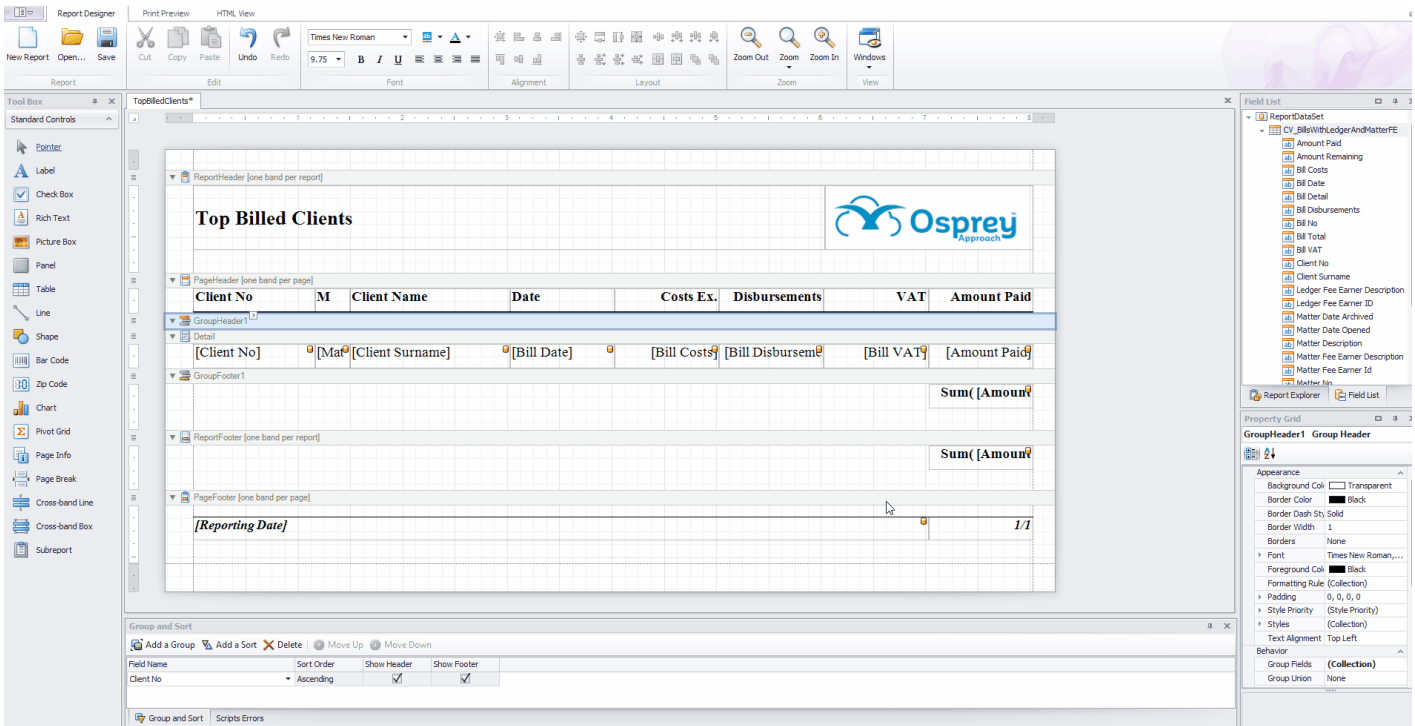 Report Designer Print Preview HTML View
New Report Open... Save Cut Copy Paste Undo Redo Times New Roman 9.75 B I U A Zoom Out Zoom Zoom In Windows
Report Edit Font Alignment Layout Zoom View
Tool Box
Standard Controls
Pointer
Label
Check Box
Rich Text
Picture Box
Panel
Table
Line
Shape
Bar Code
Zip Code
Chart
Pivot Grid
Page Info
Page Break
Cross-band Line
Cross-band Box
Subreport
TopBilledClients*
1 2 3 4 5 6 7 8
ReportHeader [one band per report]
Top Billed Clients
Osprey
Approach
PageHeader [one band per page]
Client No M Client Name Date Costs Ex. Disbursements VAT Amount Paid
GroupHeader1
Detail
[Client No] [Mat [Client Surname] [Bill Date] [Bill Costs] [Bill Disburseme [Bill VAT] [Amount Paid]
GroupFooter1
Sum( [Amount
ReportFooter [one band per report]
Sum( [Amount
PageFooter [one band per page]
[Reporting Date] 1/1
Group and Sort
Add a Group Add a Sort Delete Move Up Move Down
Field Name Sort Order Show Header Show Footer
Client No Ascending
Group and Sort Scripts Errors
Field List
ReportDataSet
CV_BillsWithLedgerAndMatterFE
Amount Paid
Amount Remaining
Bill Costs
Bill Date
Bill Detail
Bill Disbursements
Bill No
Bill Total
Bill VAT
Client No
Client Surname
Ledger Fee Earner Description
Ledger Fee Earner ID
Matter Date Archived
Matter Date Opened
Matter Description
Matter Fee Earner Description
Matter Fee Earner Id
Matter No
Report Explorer Field List
Property Grid
GroupHeader1 Group Header
Appearance
Background Col Transparent
Border Color Black
Border Dash Sty Solid
Border Width 1
Borders None
Font Times New Roman,...
Foreground Col Black
Formatting Rule (Collection)
Padding 0, 0, 0, 0
Style Priority (Style Priority)
Styles (Collection)
Text Alignment Top Left
Behavior
Group Fields (Collection)
Group Union None